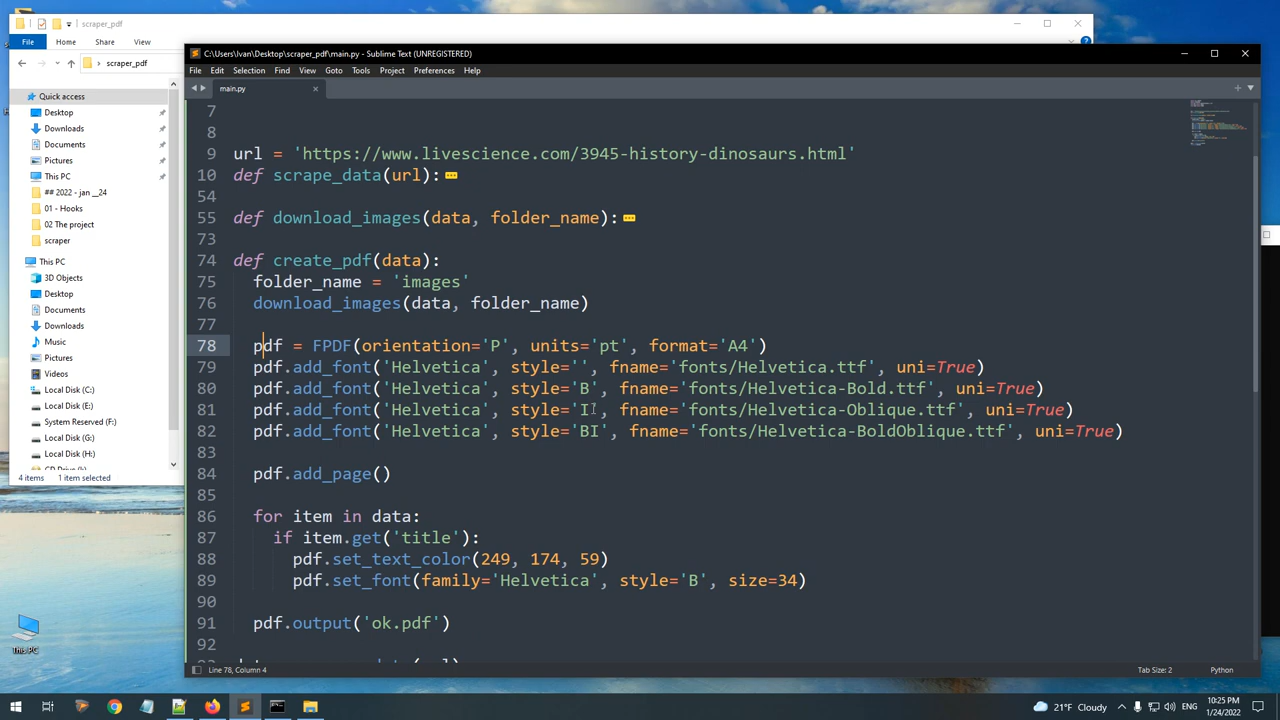 scraper_pdf
File
Home
Share
View
scraper_pdf
Quick access
Desktop
Downloads
Documents
Pictures
This PC
## 2022 - jan __24
01 - Hooks
02 The project
scraper
This PC
3D Objects
Desktop
Documents
Downloads
Music
Pictures
Videos
Local Disk (C:)
Local Disk (E:)
System Reserved (F:)
Local Disk (G:)
Local Disk (H:)
4 items 1 item selected
C:\Users\Ivan\Desktop\scraper_pdf\main.py - Sublime Text (UNREGISTERED)
File Edit Selection Find View Goto Tools Project Preferences Help
main.py
7
8
9 url = 'https://www.livescience.com/3945-history-dinosaurs.html'
10 def scrape_data(url):
54
55 def download_images(data, folder_name):
73
74 def create_pdf(data):
75 folder_name = 'images'
76 download_images(data, folder_name)
77
78 pdf = FPDF(orientation='P', units='pt', format='A4')
79 pdf.add_font('Helvetica', style='', fname='fonts/Helvetica.ttf', uni=True)
80 pdf.add_font('Helvetica', style='B', fname='fonts/Helvetica-Bold.ttf', uni=True)
81 pdf.add_font('Helvetica', style='I', fname='fonts/Helvetica-Oblique.ttf', uni=True)
82 pdf.add_font('Helvetica', style='BI', fname='fonts/Helvetica-BoldOblique.ttf', uni=True)
83
84 pdf.add_page()
85
86 for item in data:
87 if item.get('title'):
88 pdf.set_text_color(249, 174, 59)
89 pdf.set_font(family='Helvetica', style='B', size=34)
90
91 pdf.output('ok.pdf')
92
Line 78, Column 4
Tab Size: 2
Python
This PC
21°F Cloudy
ENG
10:25 PM
1/24/2022